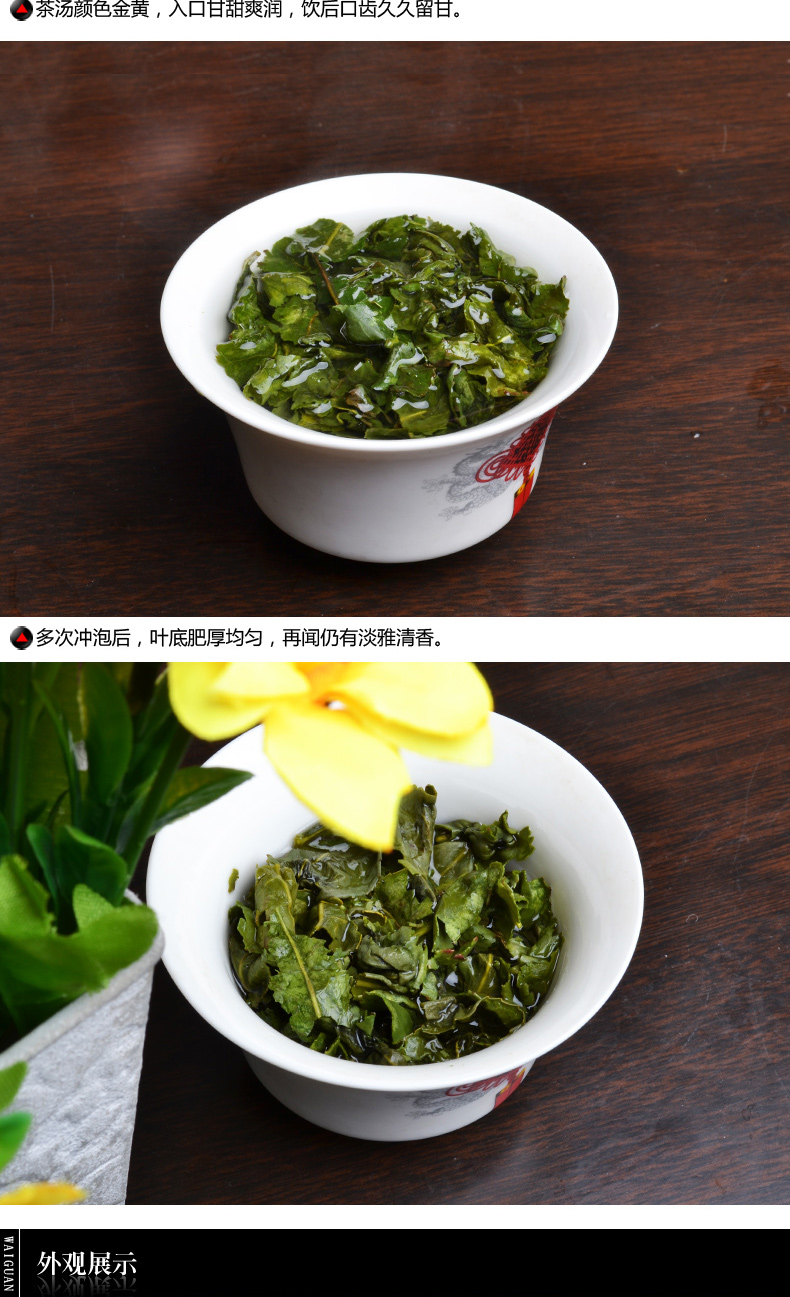 茶汤颜色金黄，入口甘甜爽润，饮后口齿久久留甘。
多次冲泡后，叶底肥厚均匀，再闻仍有淡雅清香。
WAIGUAN
外观展示